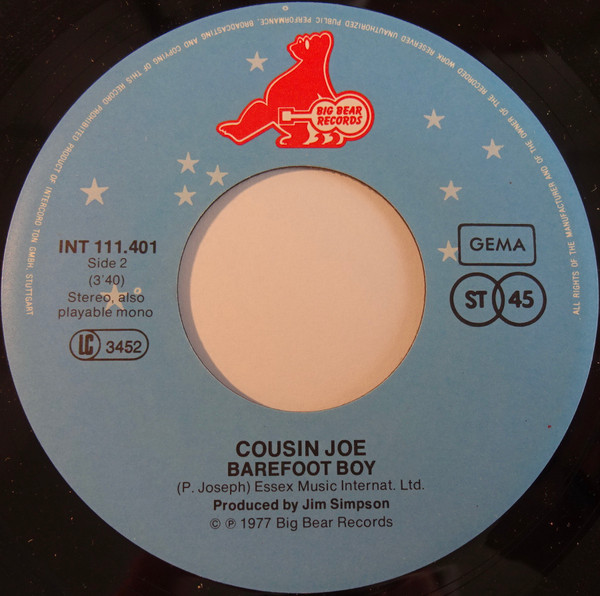 ALL RIGHTS OF THE MANUFACTURER AND OF THE OWNER OF THE RECORDED WORK RESERVED UNAUTHORIZED PUBLIC PERFORMANCE, BROADCASTING AND COPYING OF THIS RECORD PROHIBITED PRODUCT OF INTERCORD TON GMBH, STUTTGART
BIG BEAR
RECORDS
INT 111.401
Side 2
(3'40)
Stereo, also
playable mono
LC 3452
GEMA
ST 45
COUSIN JOE
BAREFOOT BOY
(P. Joseph) Essex Music Internat. Ltd.
Produced by Jim Simpson
© ℗ 1977 Big Bear Records